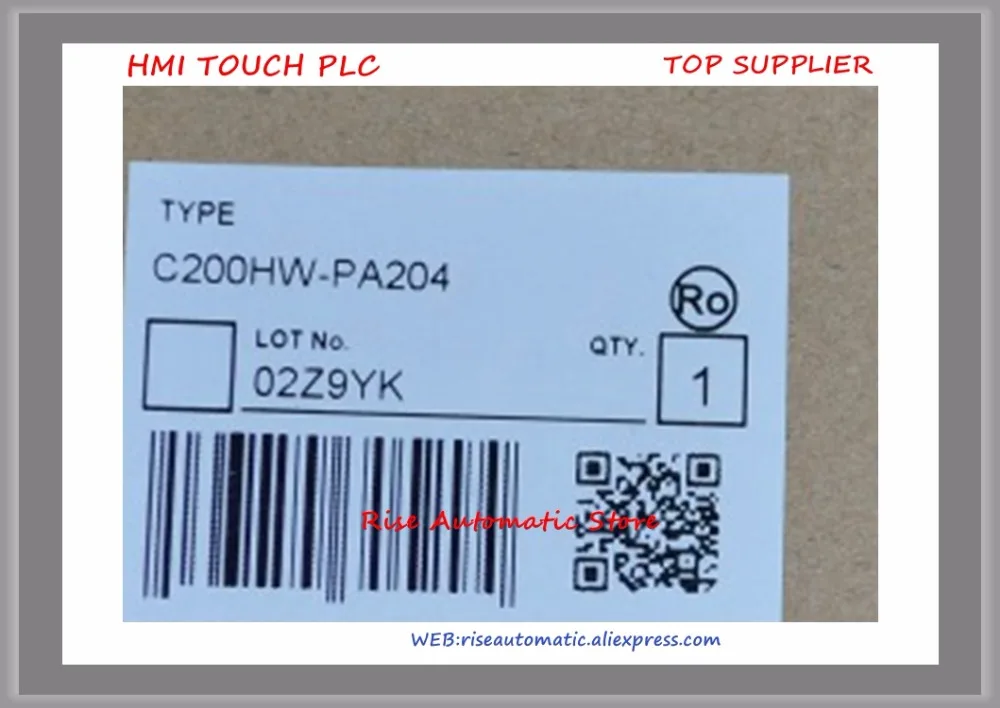 HMI TOUCH PLC
TOP SUPPLIER
TYPE
C200HW-PA204
Ro
LOT No.
02Z9YK
QTY.
1
Rise Automatic Store
WEB:riseautomatic.aliexpress.com